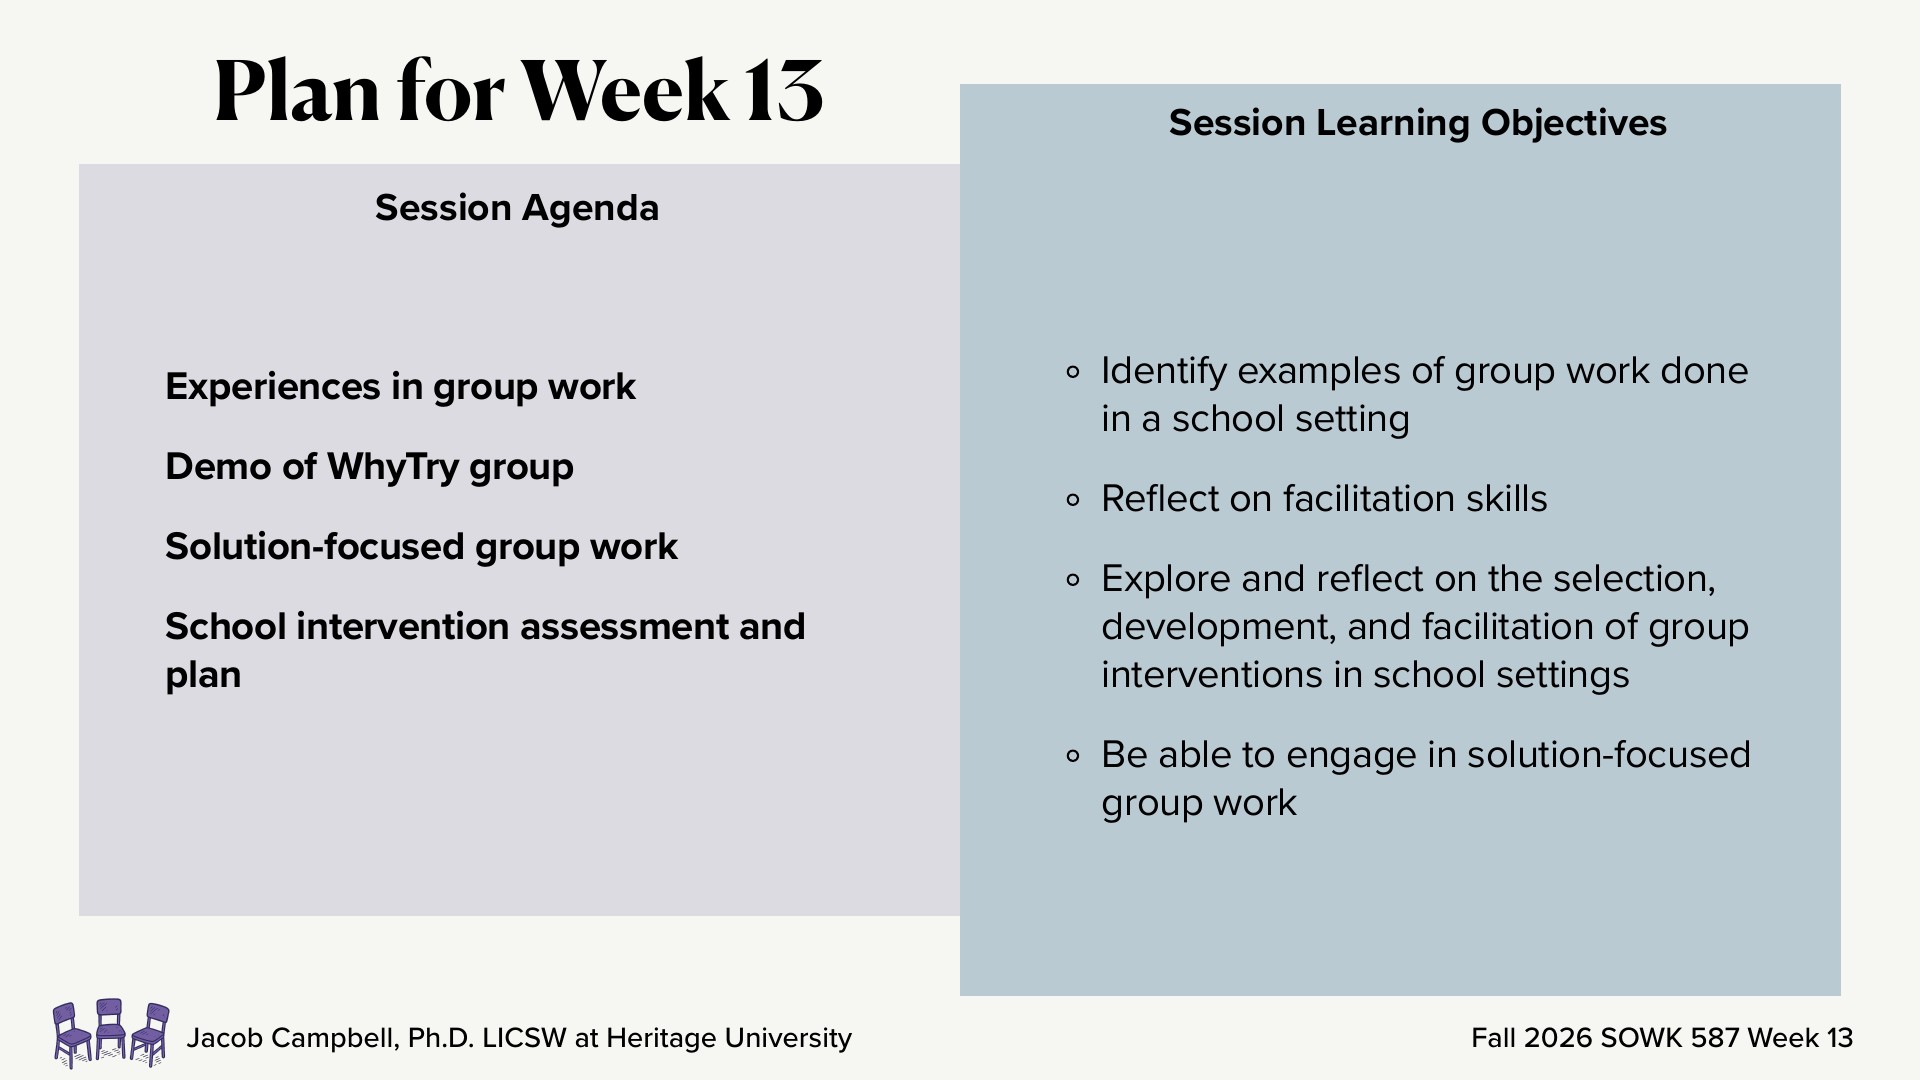 Plan for Week 13
Session Agenda
Experiences in group work
Demo of WhyTry group
Solution-focused group work
School intervention assessment and
plan
Session Learning Objectives
Identify examples of group work done
in a school setting
Reflect on facilitation skills
Explore and reflect on the selection,
development, and facilitation of group
interventions in school settings
Be able to engage in solution-focused
group work
Jacob Campbell, Ph.D. LICSW at Heritage University
Fall 2026 SOWK 587 Week 13